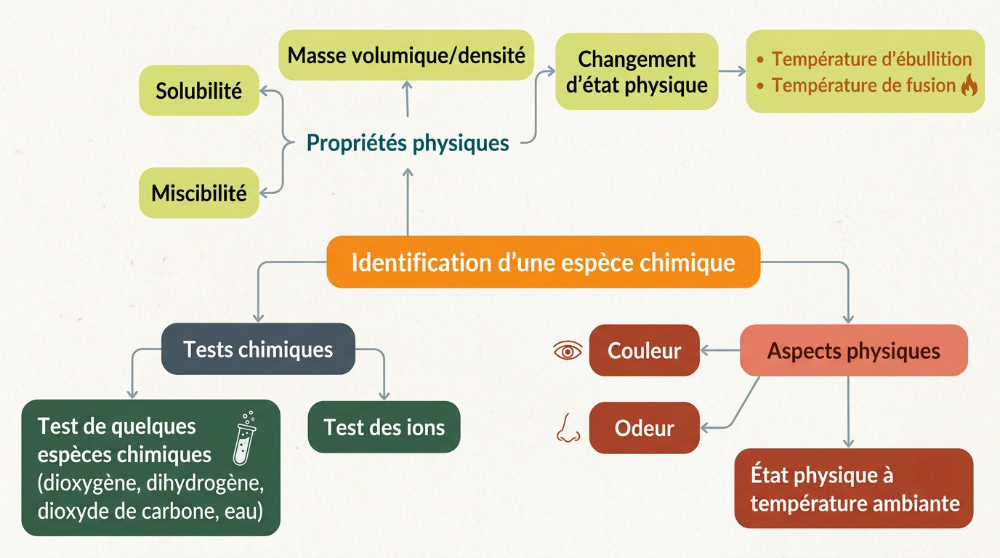 Masse volumique/densité
Changement
d’état physique
• Température d’ébullition
• Température de fusion
Solubilité
Propriétés physiques
Miscibilité
Identification d’une espèce chimique
Tests chimiques
Couleur
Aspects physiques
Test de quelques
espèces chimiques
(dioxygène, dihydrogène,
dioxyde de carbone, eau)
Test des ions
Odeur
État physique à
température ambiante